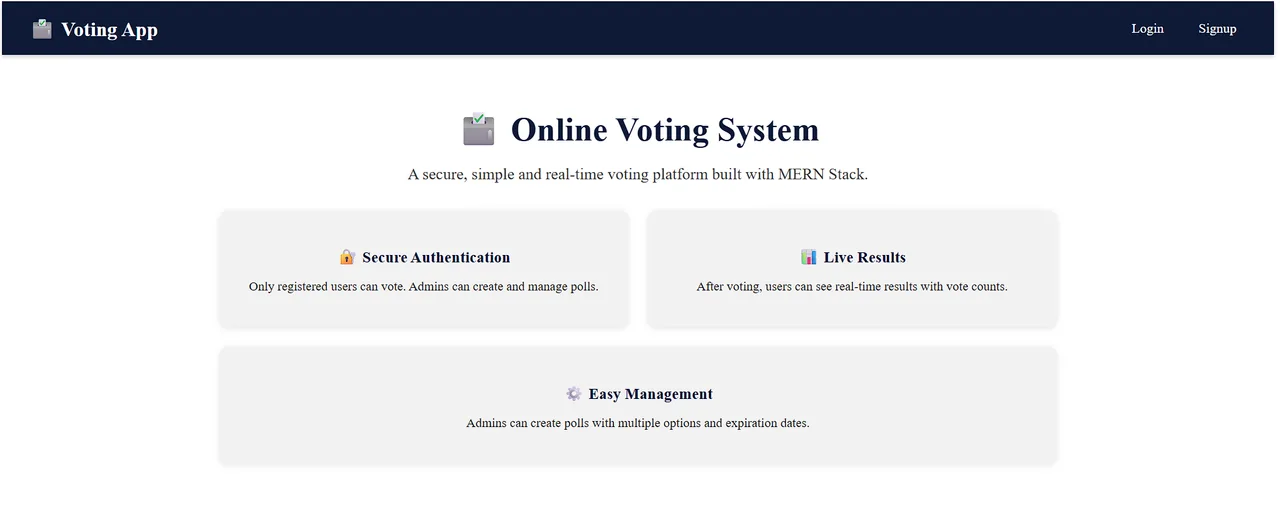 Voting App
Login
Signup
Online Voting System
A secure, simple and real-time voting platform built with MERN Stack.
Secure Authentication
Only registered users can vote. Admins can create and manage polls.
Live Results
After voting, users can see real-time results with vote counts.
Easy Management
Admins can create polls with multiple options and expiration dates.